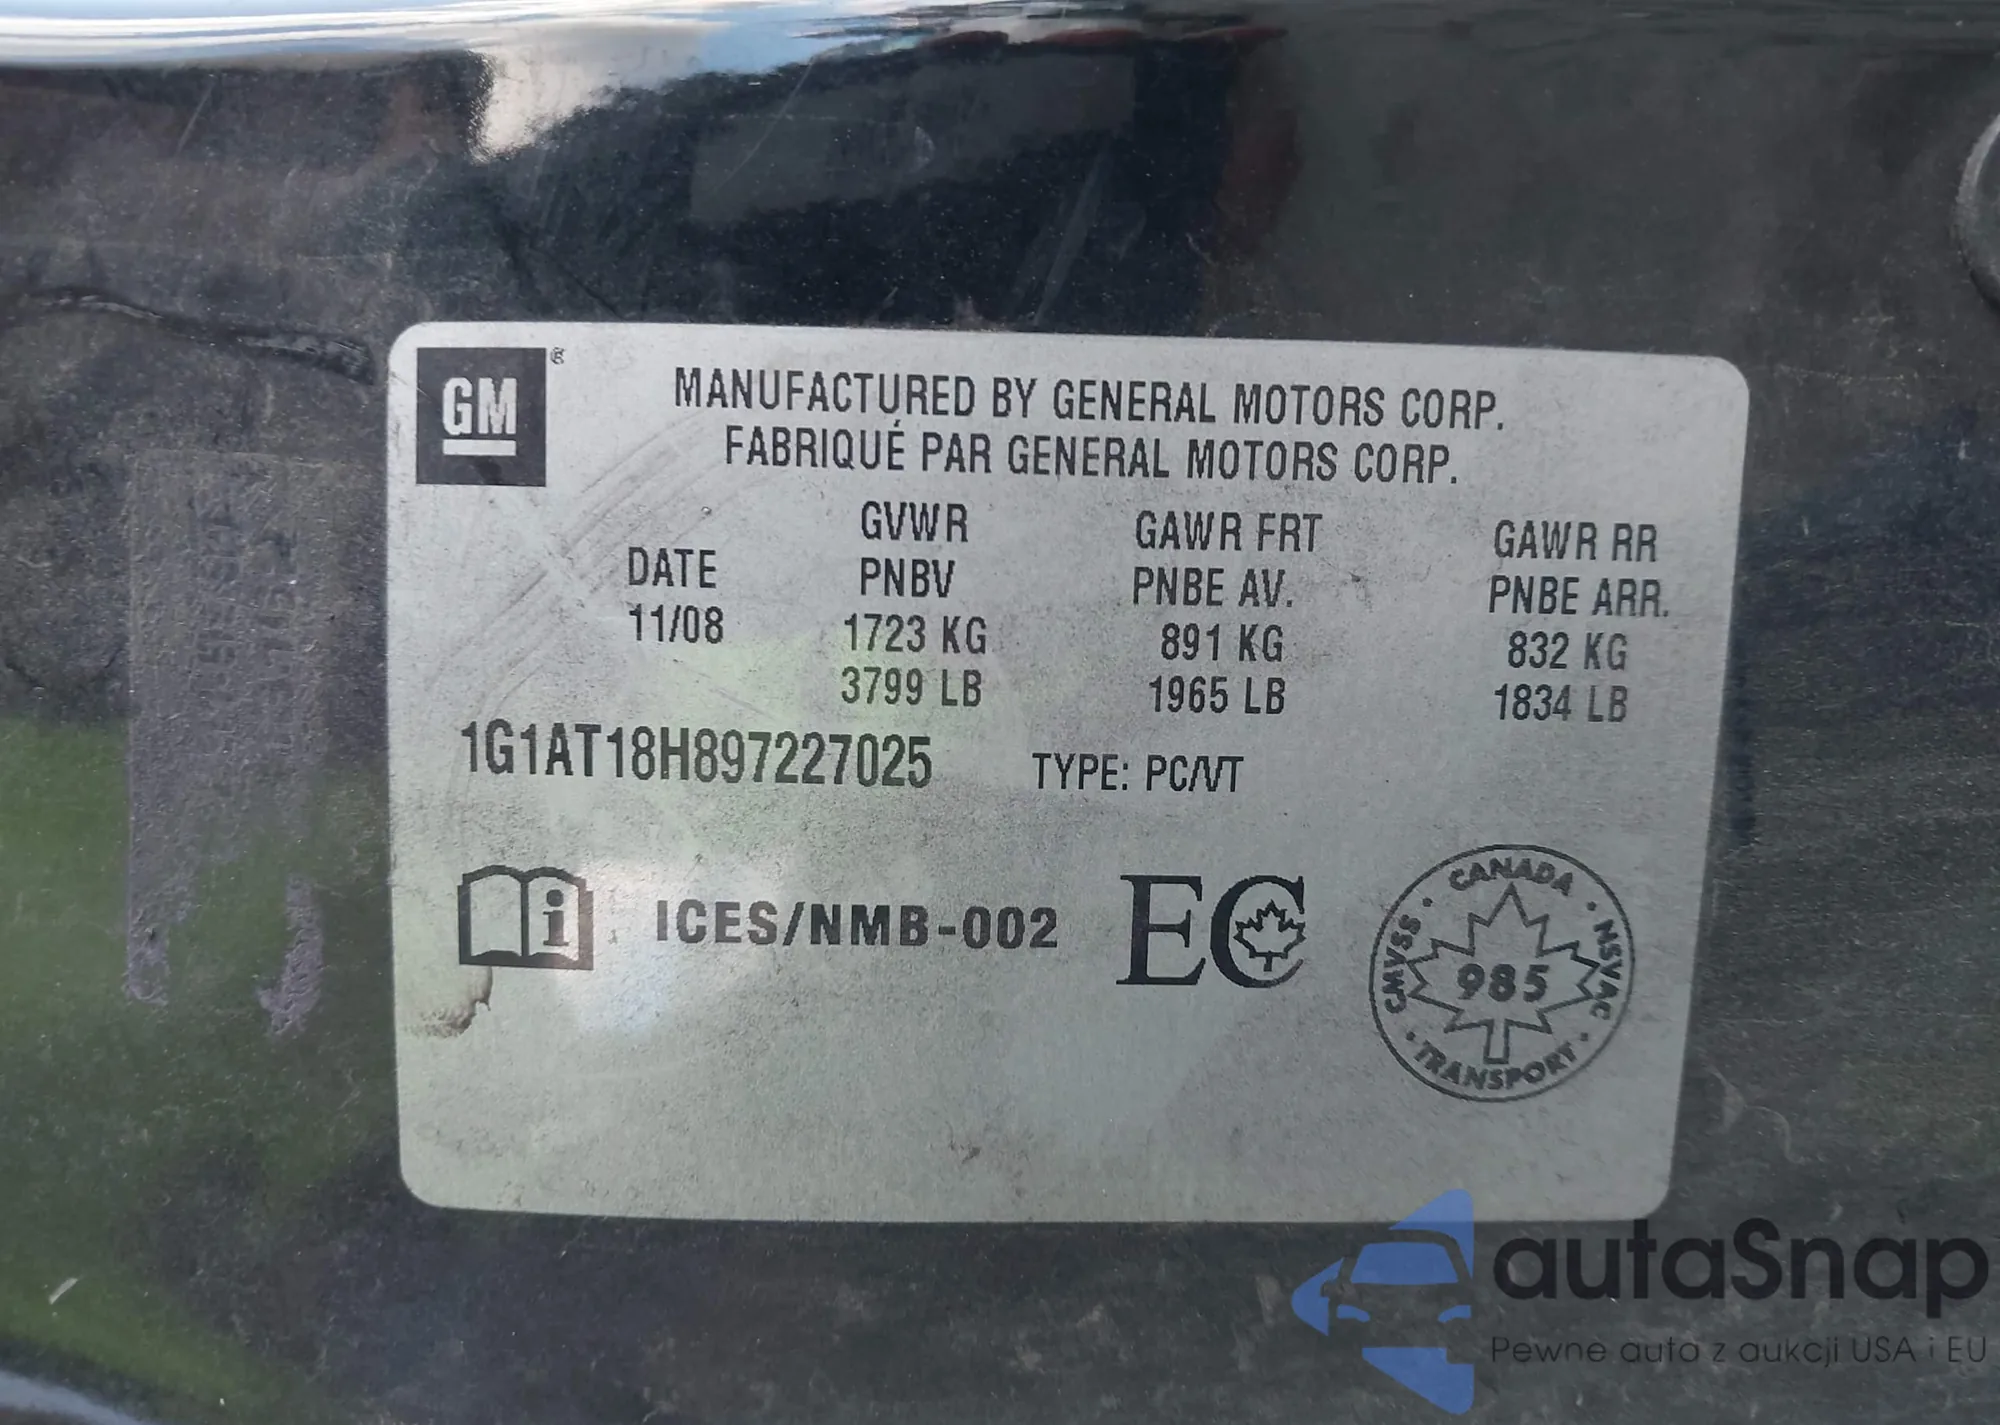 GM ®
MANUFACTURED BY GENERAL MOTORS CORP.
FABRIQUÉ PAR GENERAL MOTORS CORP.
GVWR GAWR FRT GAWR RR
DATE PNBV PNBE AV. PNBE ARR.
11/08 1723 KG 891 KG 832 KG
3799 LB 1965 LB 1834 LB
1G1AT18H897227025 TYPE: PC/VT
i ICES/NMB-002 EC
CANADA
CMVSS 985 NSVAC
TRANSPORT
autaSnap
Pewne auta z aukcji USA i EU